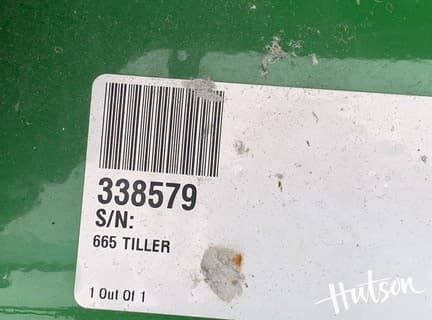 338579
S/N:
665 TILLER
1 Out Of 1
Hutson